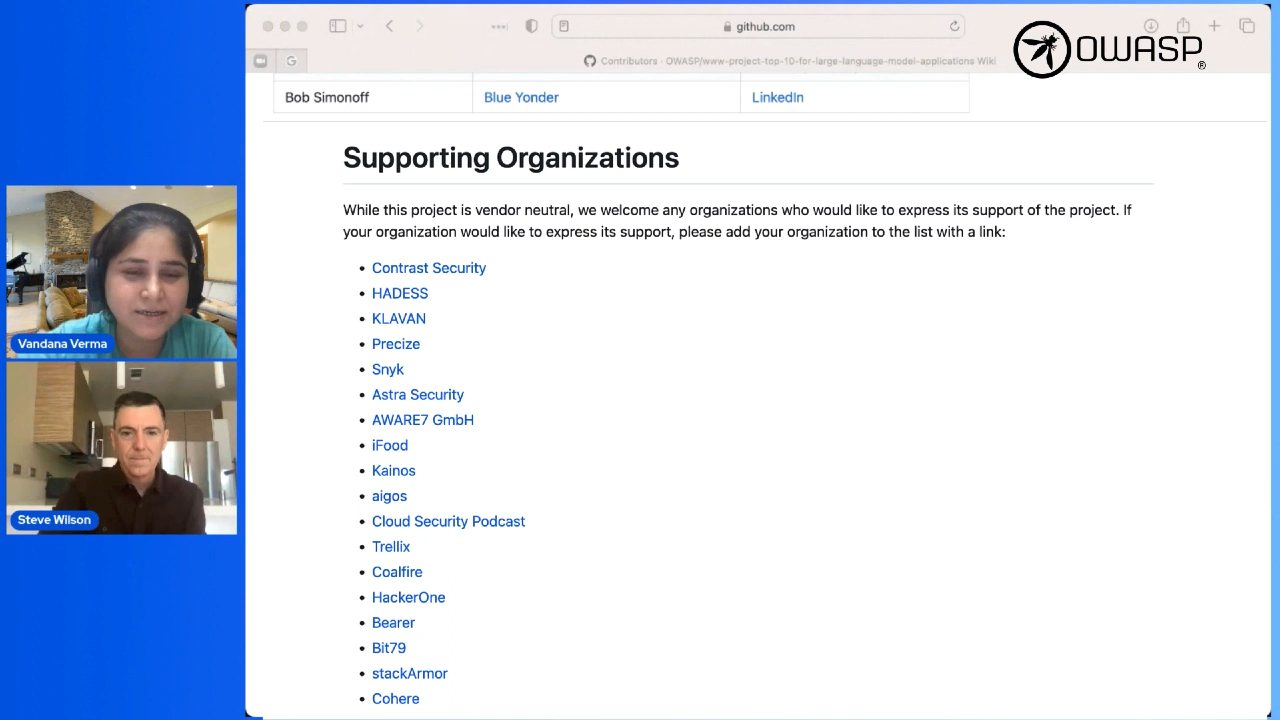 github.com
OWASP
Contributors · OWASP/www-project-top-10-for-large-language-model-applications Wiki
Bob Simonoff
Blue Yonder
LinkedIn
Supporting Organizations
While this project is vendor neutral, we welcome any organizations who would like to express its support of the project. If
your organization would like to express its support, please add your organization to the list with a link:
Contrast Security
HADESS
KLAVAN
Precize
Snyk
Astra Security
AWARE7 GmbH
iFood
Kainos
aigos
Cloud Security Podcast
Trellix
Coalfire
HackerOne
Bearer
Bit79
stackArmor
Cohere
Vandana Verma
Steve Wilson